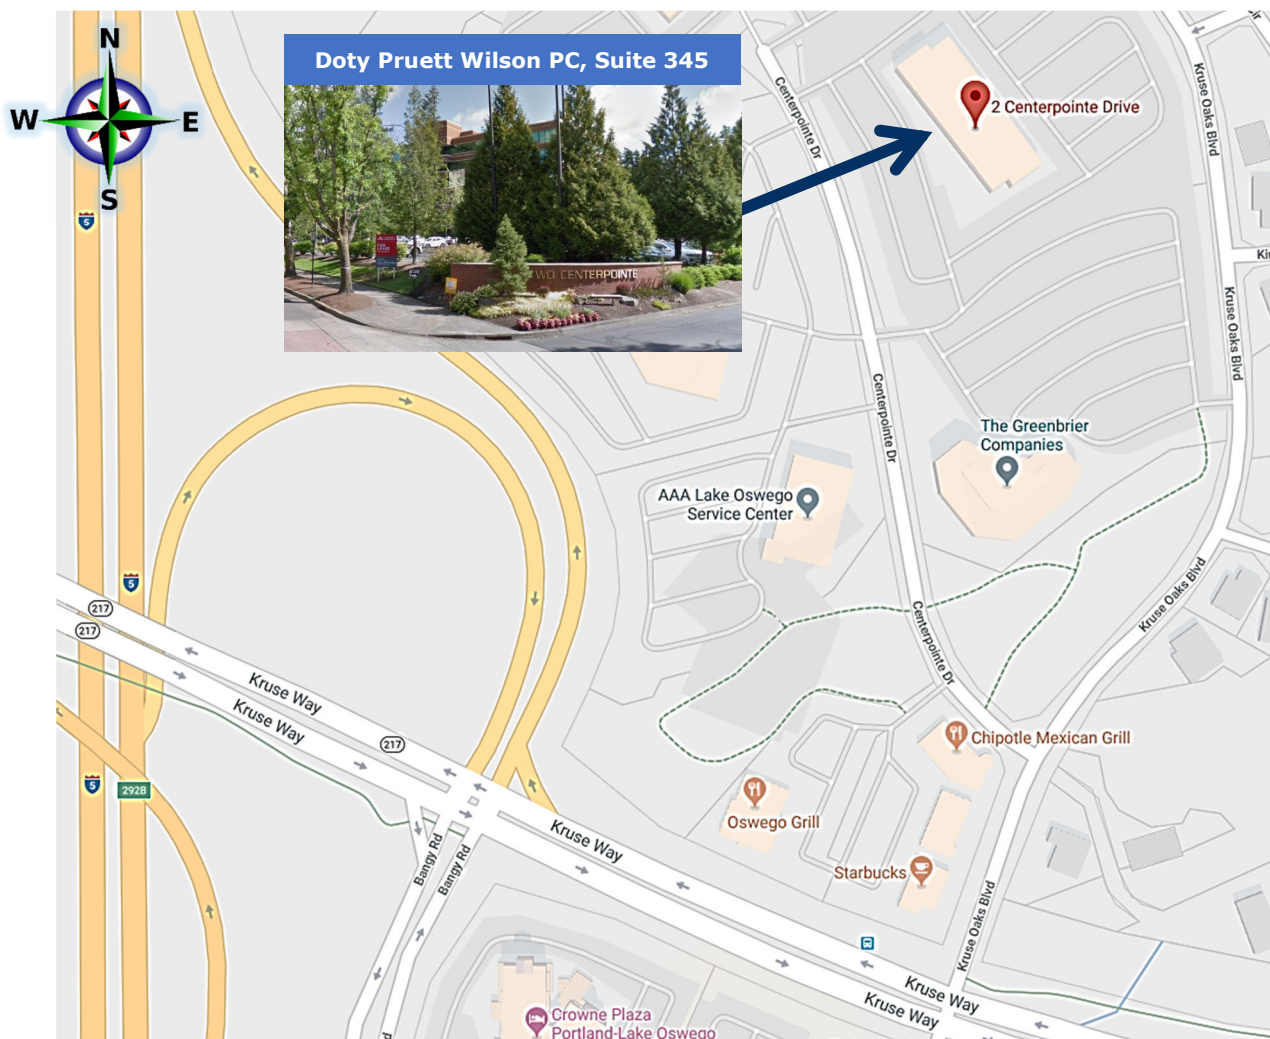 N
W
E
S
Doty Pruett Wilson PC, Suite 345
TWO CENTERPOINTE
2 Centerpointe Drive
Centerpointe Dr
Kruse Oaks Blvd
Kruse Oaks Blvd
5
Centerpointe Dr
The Greenbrier
Companies
AAA Lake Oswego
Service Center
5
217
217
Kruse Oaks Blvd
Centerpointe Dr
Kruse Way
Kruse Way
217
Chipotle Mexican Grill
5
292B
Oswego Grill
Kruse Way
Bangy Rd
Bangy Rd
Starbucks
Kruse Oaks Blvd
Kruse Way
Kruse Way
Crowne Plaza
Portland-Lake Oswego